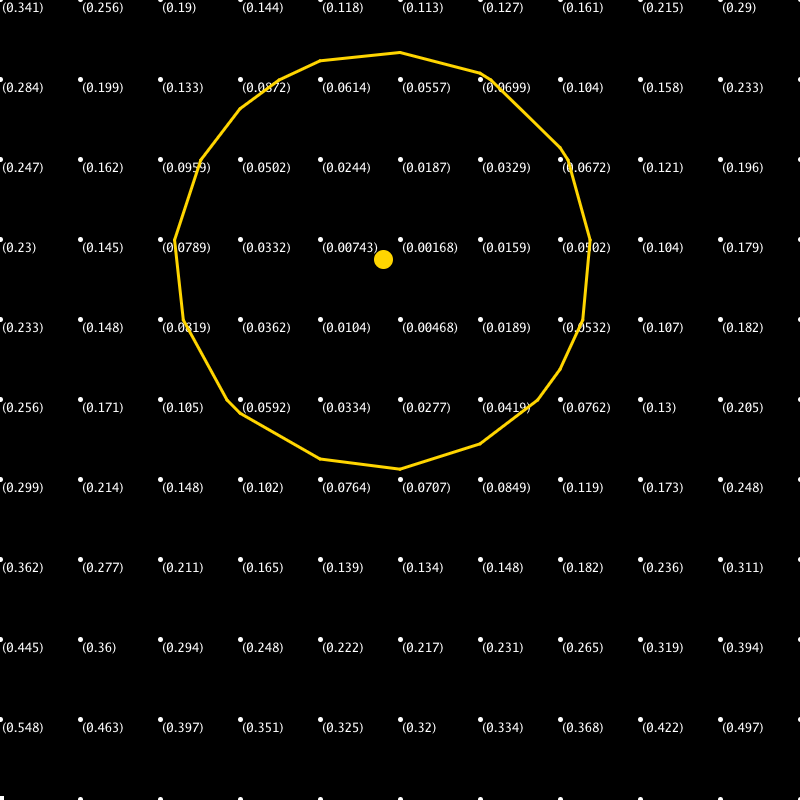 (0.341) (0.256) (0.19) (0.144) (0.118) (0.113) (0.127) (0.161) (0.215) (0.29)
(0.284) (0.199) (0.133) (0.0872) (0.0614) (0.0557) (0.0699) (0.104) (0.158) (0.233)
(0.247) (0.162) (0.0959) (0.0502) (0.0244) (0.0187) (0.0329) (0.0672) (0.121) (0.196)
(0.23) (0.145) (0.0789) (0.0332) (0.00743) (0.00168) (0.0159) (0.0502) (0.104) (0.179)
(0.233) (0.148) (0.0819) (0.0362) (0.0104) (0.00468) (0.0189) (0.0532) (0.107) (0.182)
(0.256) (0.171) (0.105) (0.0592) (0.0334) (0.0277) (0.0419) (0.0762) (0.13) (0.205)
(0.299) (0.214) (0.148) (0.102) (0.0764) (0.0707) (0.0849) (0.119) (0.173) (0.248)
(0.362) (0.277) (0.211) (0.165) (0.139) (0.134) (0.148) (0.182) (0.236) (0.311)
(0.445) (0.36) (0.294) (0.248) (0.222) (0.217) (0.231) (0.265) (0.319) (0.394)
(0.548) (0.463) (0.397) (0.351) (0.325) (0.32) (0.334) (0.368) (0.422) (0.497)